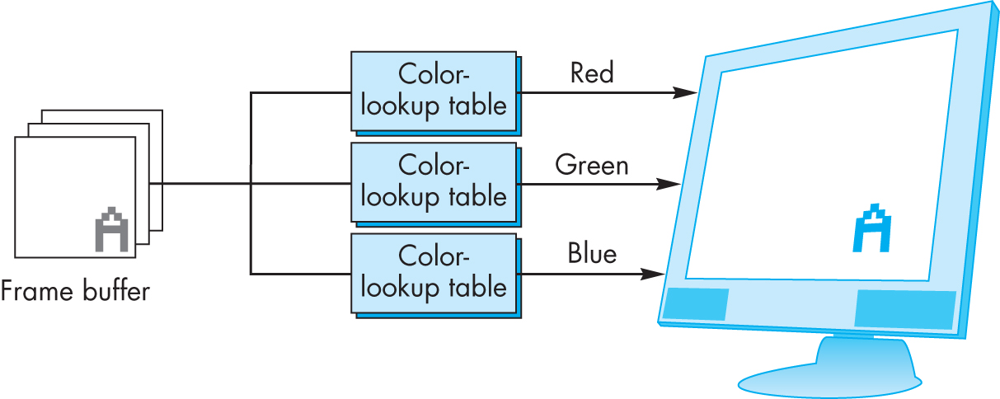 Color-
lookup table
Red
Color-
lookup table
Green
Color-
lookup table
Blue
Frame buffer
A
A